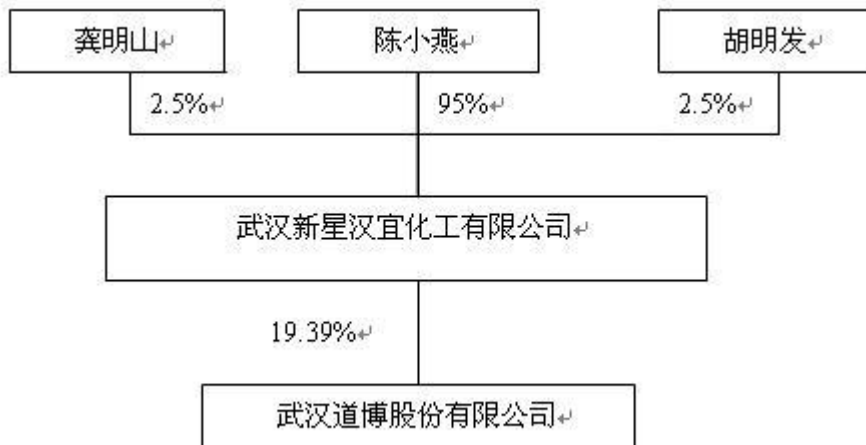 龚明山↵
陈小燕↵
胡明发↵
2.5%↵
95%↵
2.5%↵
武汉新星汉宜化工有限公司↵
19.39%↵
武汉道博股份有限公司↵